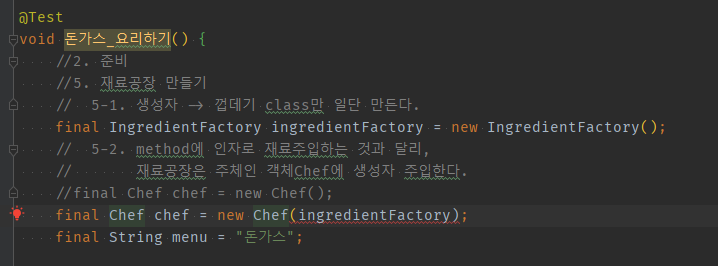 @Test
void 돈가스_요리하기() {
//2. 준비
//5. 재료공장 만들기
// 5-1. 생성자 -> 껍데기 class만 일단 만든다.
final IngredientFactory ingredientFactory = new IngredientFactory();
// 5-2. method에 인자로 재료주입하는 것과 달리,
// 재료공장은 주체인 객체Chef에 생성자 주입한다.
//final Chef chef = new Chef();
final Chef chef = new Chef(ingredientFactory);
final String menu = "돈가스";